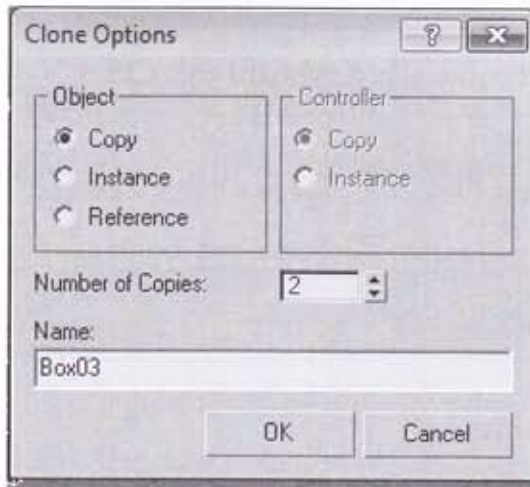 Clone Options
?
Object
Copy
Instance
Reference
Controller
Copy
Instance
Number of Copies:
2
Name:
Box03
OK
Cancel